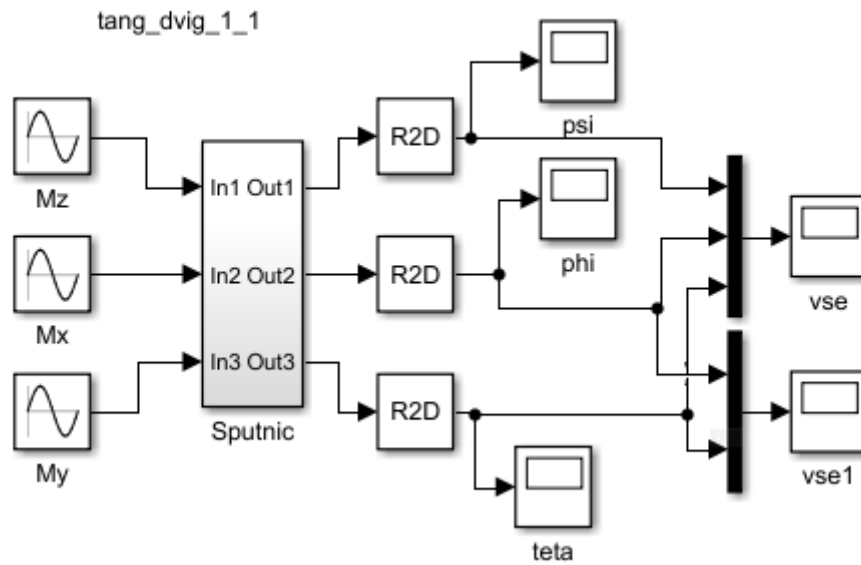 tang_dvig_1_1
Mz
Mx
My
In1 Out1
In2 Out2
In3 Out3
Sputnic
R2D
R2D
R2D
psi
phi
teta
vse
vse1